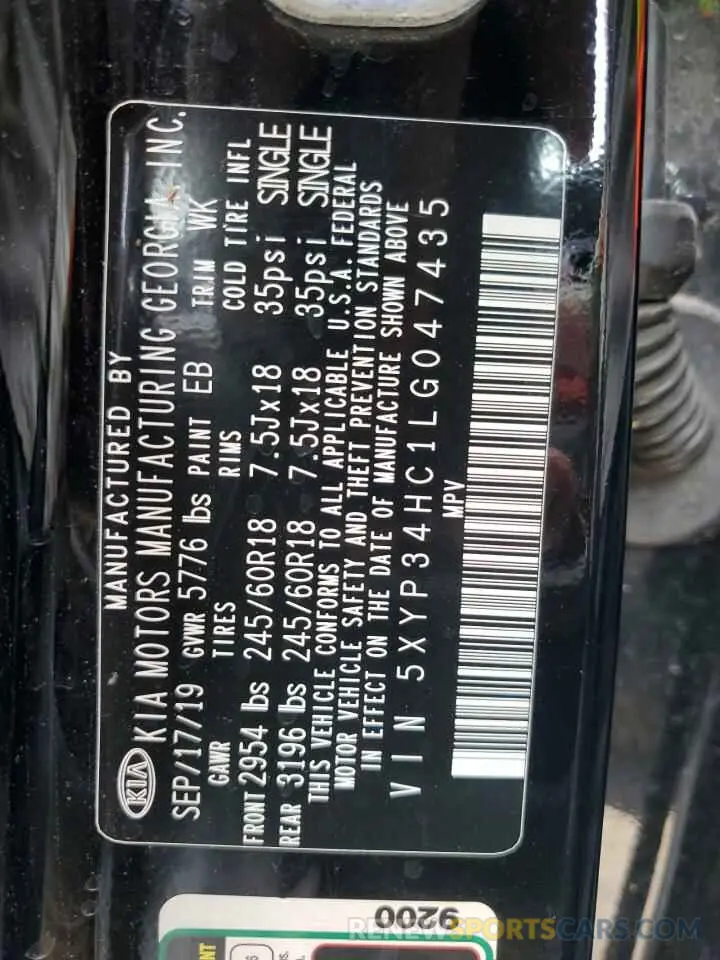 MANUFACTURED BY
KIA KIA MOTORS MANUFACTURING GEORGIA, INC.
SEP/17/19 GVWR 5776 lbs PAINT EB TRIM WK
GAWR TIRES RIMS COLD TIRE INFL
FRONT 2954 lbs 245/60R18 7.5Jx18 35psi SINGLE
REAR 3196 lbs 245/60R18 7.5Jx18 35psi SINGLE
THIS VEHICLE CONFORMS TO ALL APPLICABLE U.S.A. FEDERAL
MOTOR VEHICLE SAFETY AND THEFT PREVENTION STANDARDS
IN EFFECT ON THE DATE OF MANUFACTURE SHOWN ABOVE
VIN 5XYP34HC1LG047435
MPV
9200
RENEWSPORTSCARS.COM